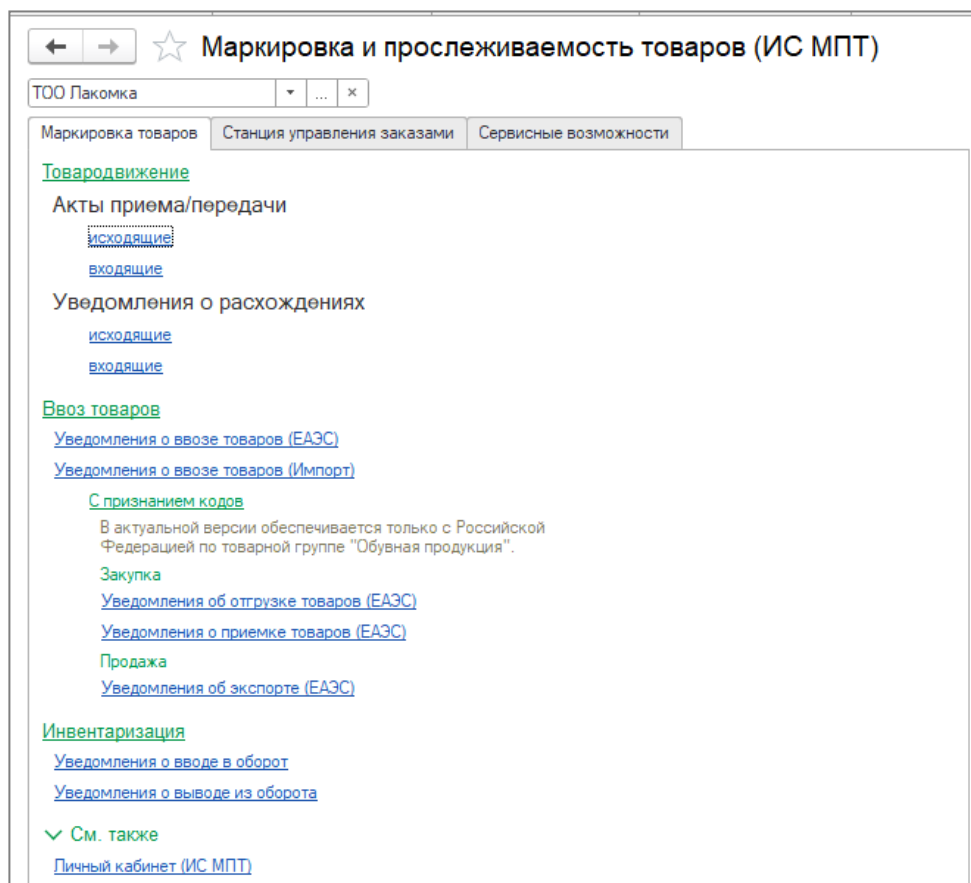 Маркировка и прослеживаемость товаров (ИС МПТ)
ТОО Лакомка
Маркировка товаров Станция управления заказами Сервисные возможности
Товародвижение
Акты приема/передачи
исходящие
входящие
Уведомления о расхождениях
исходящие
входящие
Ввоз товаров
Уведомления о ввозе товаров (ЕАЭС)
Уведомления о ввозе товаров (Импорт)
С признанием кодов
В актуальной версии обеспечивается только с Российской
Федерацией по товарной группе "Обувная продукция".
Закупка
Уведомления об отгрузке товаров (ЕАЭС)
Уведомления о приемке товаров (ЕАЭС)
Продажа
Уведомления об экспорте (ЕАЭС)
Инвентаризация
Уведомления о вводе в оборот
Уведомления о выводе из оборота
См. также
Личный кабинет (ИС МПТ)